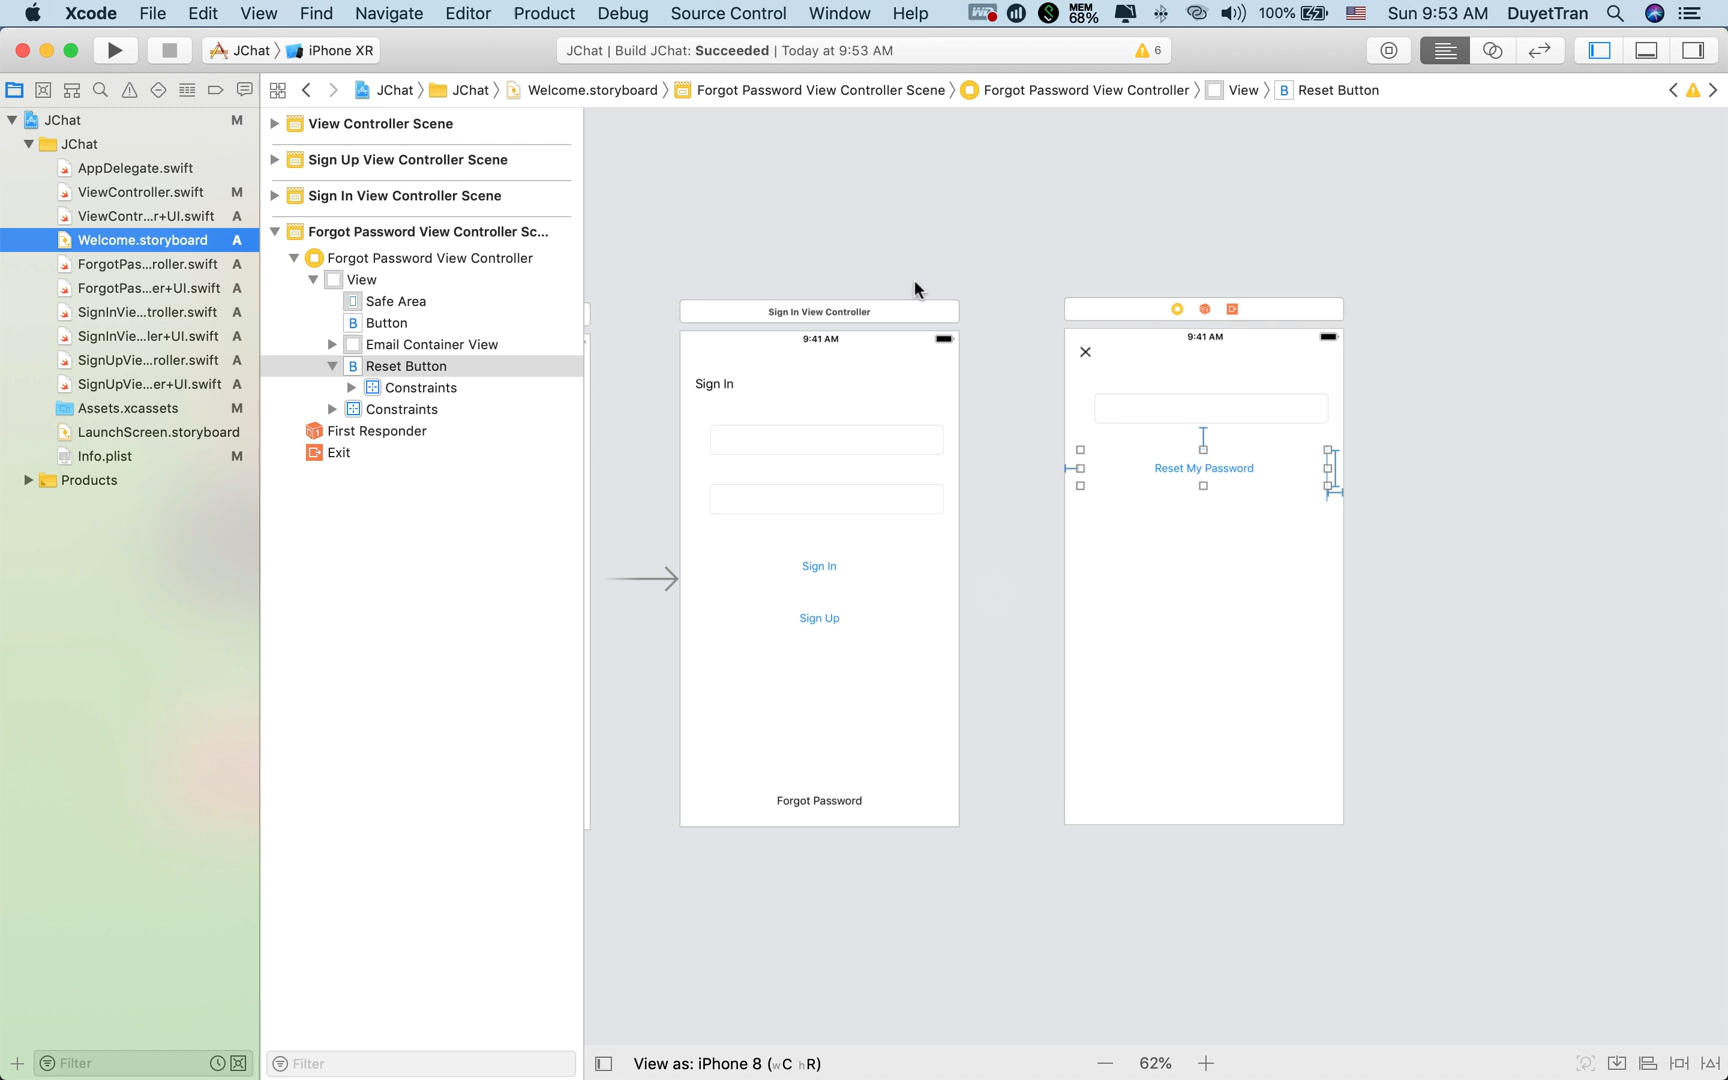 Xcode File Edit View Find Navigate Editor Product Debug Source Control Window Help MEM 68% 100% Sun 9:53 AM DuyetTran
JChat iPhone XR JChat | Build JChat: Succeeded | Today at 9:53 AM 6
JChat JChat Welcome.storyboard Forgot Password View Controller Scene Forgot Password View Controller View B Reset Button
JChat M
JChat
AppDelegate.swift
ViewController.swift M
ViewContr...r+UI.swift A
Welcome.storyboard A
ForgotPas...roller.swift A
ForgotPas...er+UI.swift A
SignInVie...troller.swift A
SignInVie...ler+UI.swift A
SignUpVie...roller.swift A
SignUpVie...er+UI.swift A
Assets.xcassets M
LaunchScreen.storyboard
Info.plist M
Products
Filter
View Controller Scene
Sign Up View Controller Scene
Sign In View Controller Scene
Forgot Password View Controller Sc...
Forgot Password View Controller
View
Safe Area
B Button
Email Container View
B Reset Button
Constraints
Constraints
First Responder
Exit
Filter
Sign In View Controller
9:41 AM
Sign In
Sign In
Sign Up
Forgot Password
9:41 AM
Reset My Password
View as: iPhone 8 (wC hR)
62%